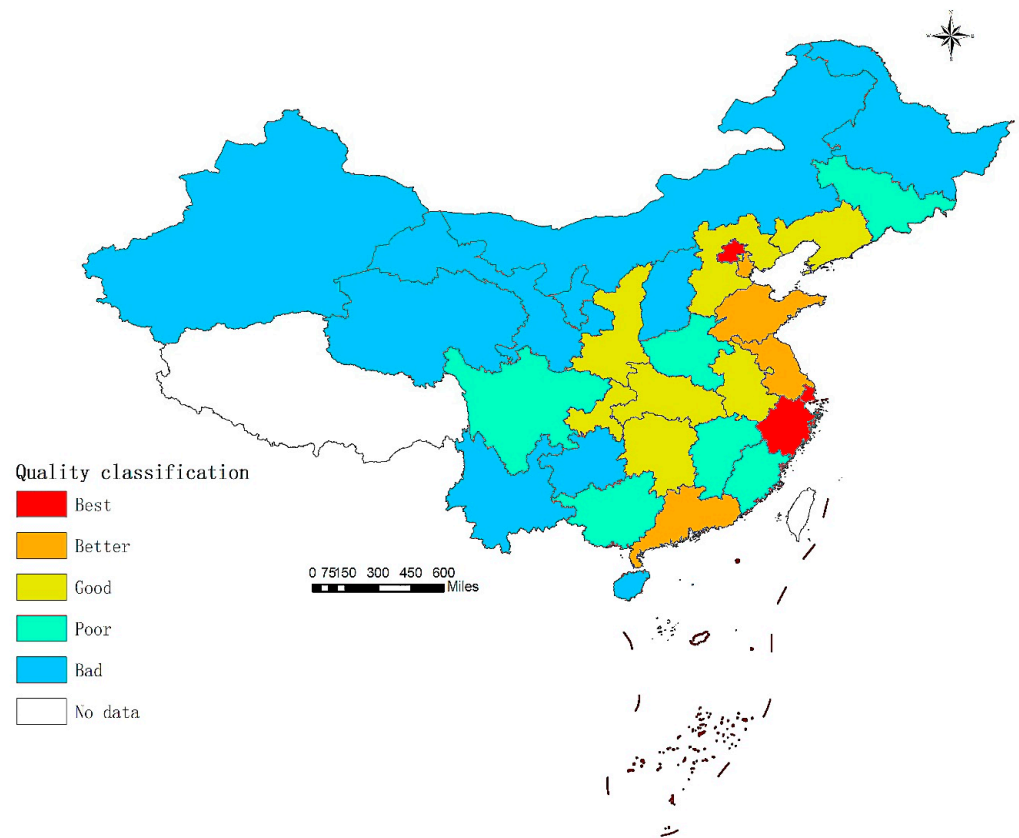 Quality classification
Best
Better
Good
Poor
Bad
No data
0 75150 300 450 600
Miles